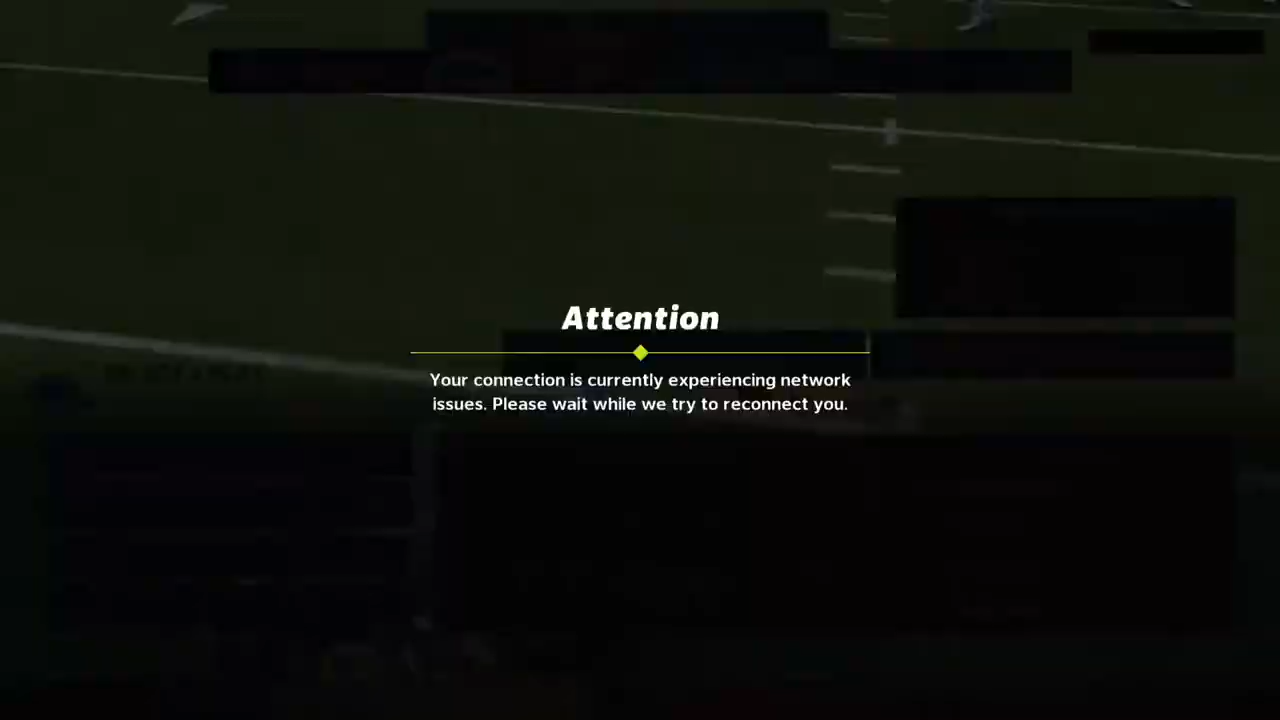 Attention
Your connection is currently experiencing network
issues. Please wait while we try to reconnect you.